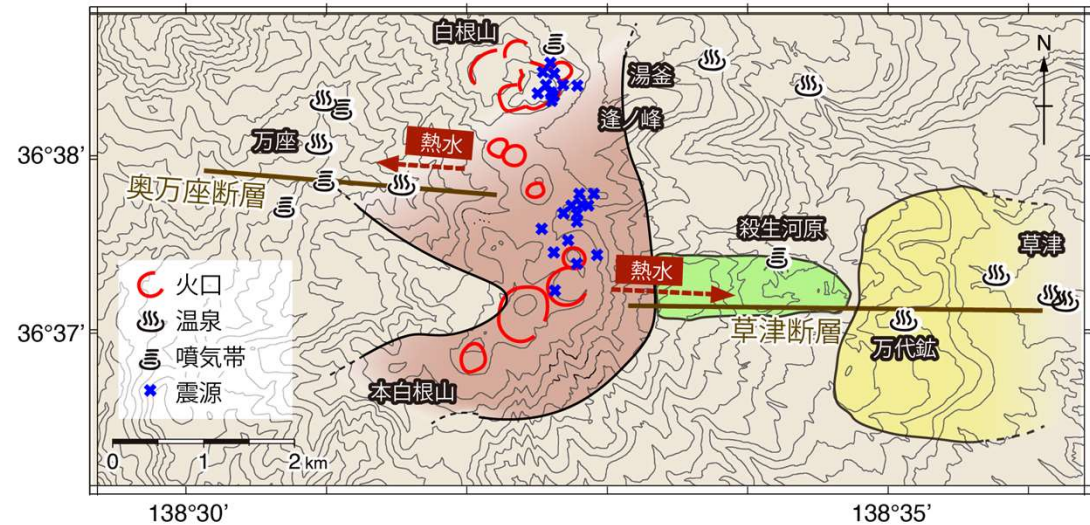 白根山
湯釜
N
逢ノ峰
36°38'
万座
熱水
奥万座断層
殺生河原
草津
熱水
火口
温泉
噴気帯
震源
36°37'
草津断層
万代鉱
本白根山
0 1 2 km
138°30'
138°35'